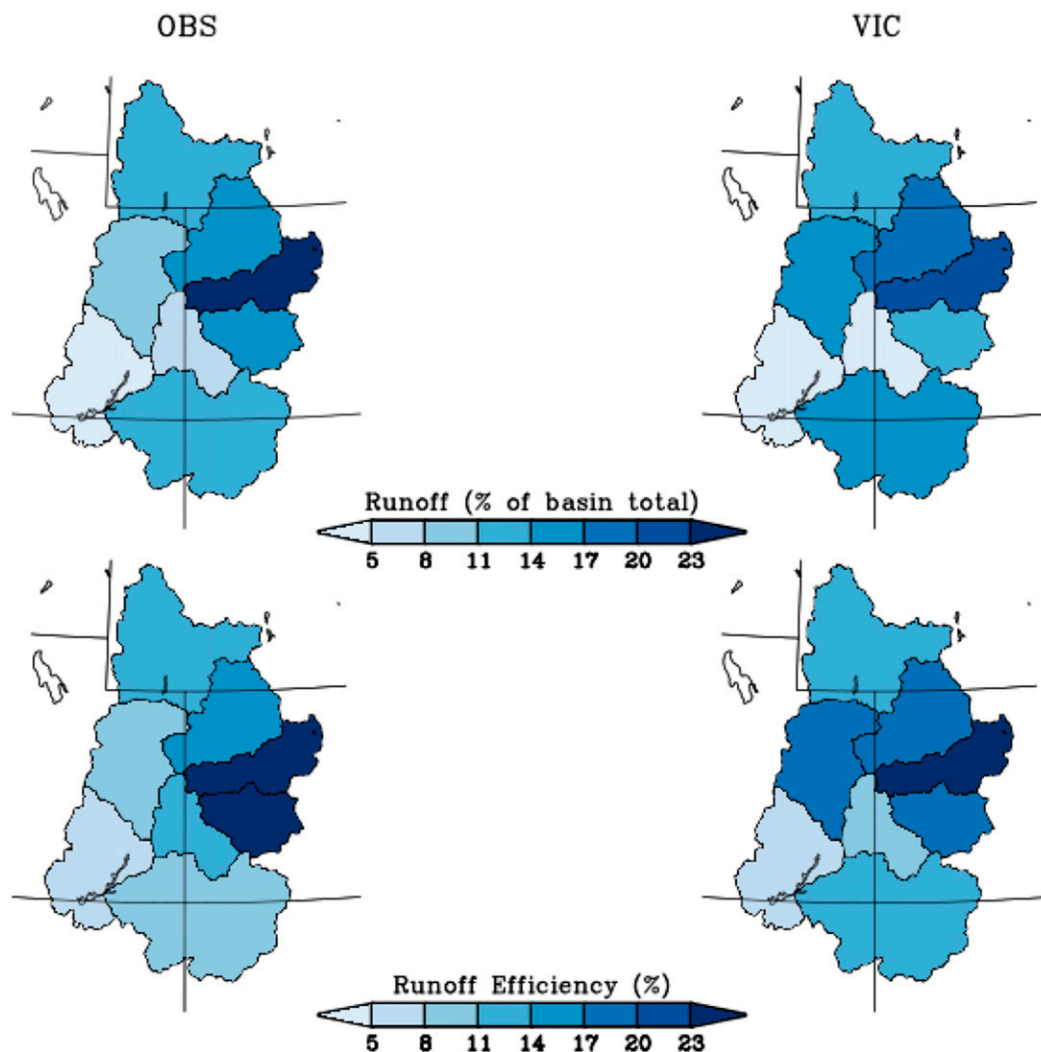 OBS VIC
Runoff (% of basin total)
5 8 11 14 17 20 23
Runoff Efficiency (%)
5 8 11 14 17 20 23